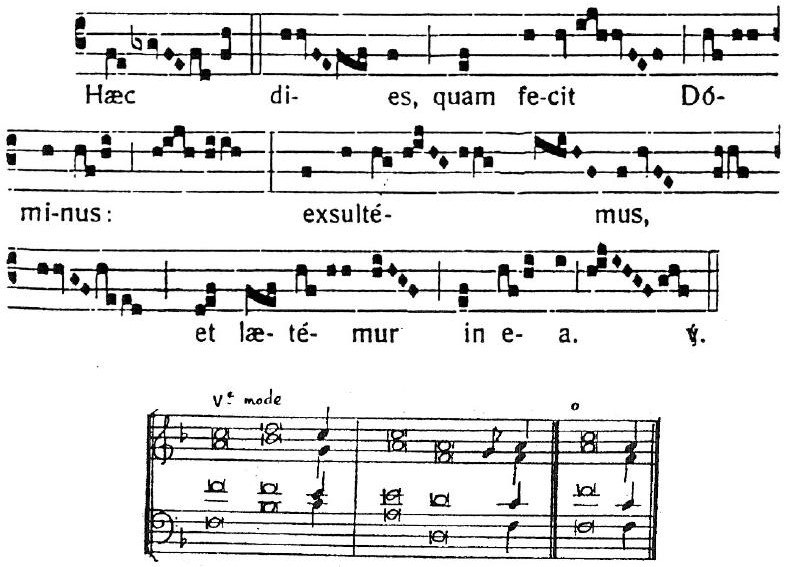 Hæc di- es, quam fe-cit Dó-
mi-nus: exsulté- mus,
et læ- té- mur in e- a. ℣.
Vᵉ mode
o